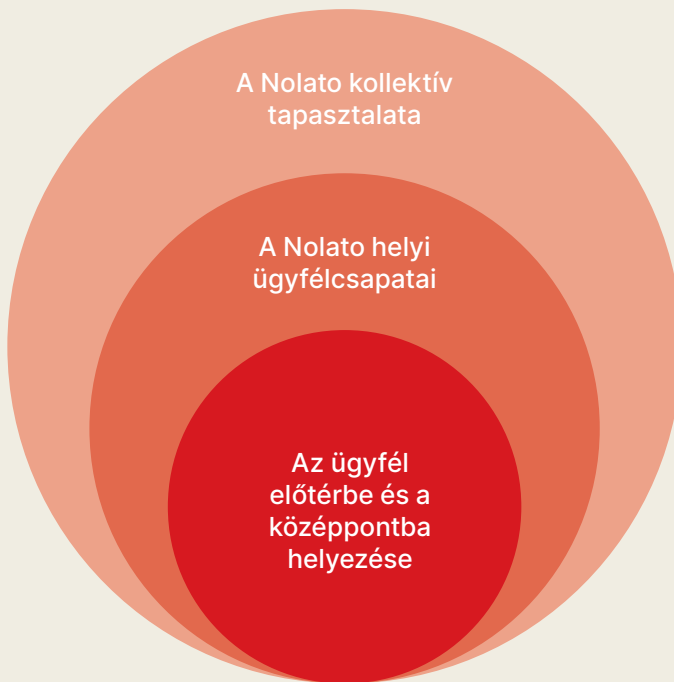 A Nolato kollektív
tapasztalata
A Nolato helyi
ügyfélcsapatai
Az ügyfél
előtérbe és a
középpontba
helyezése